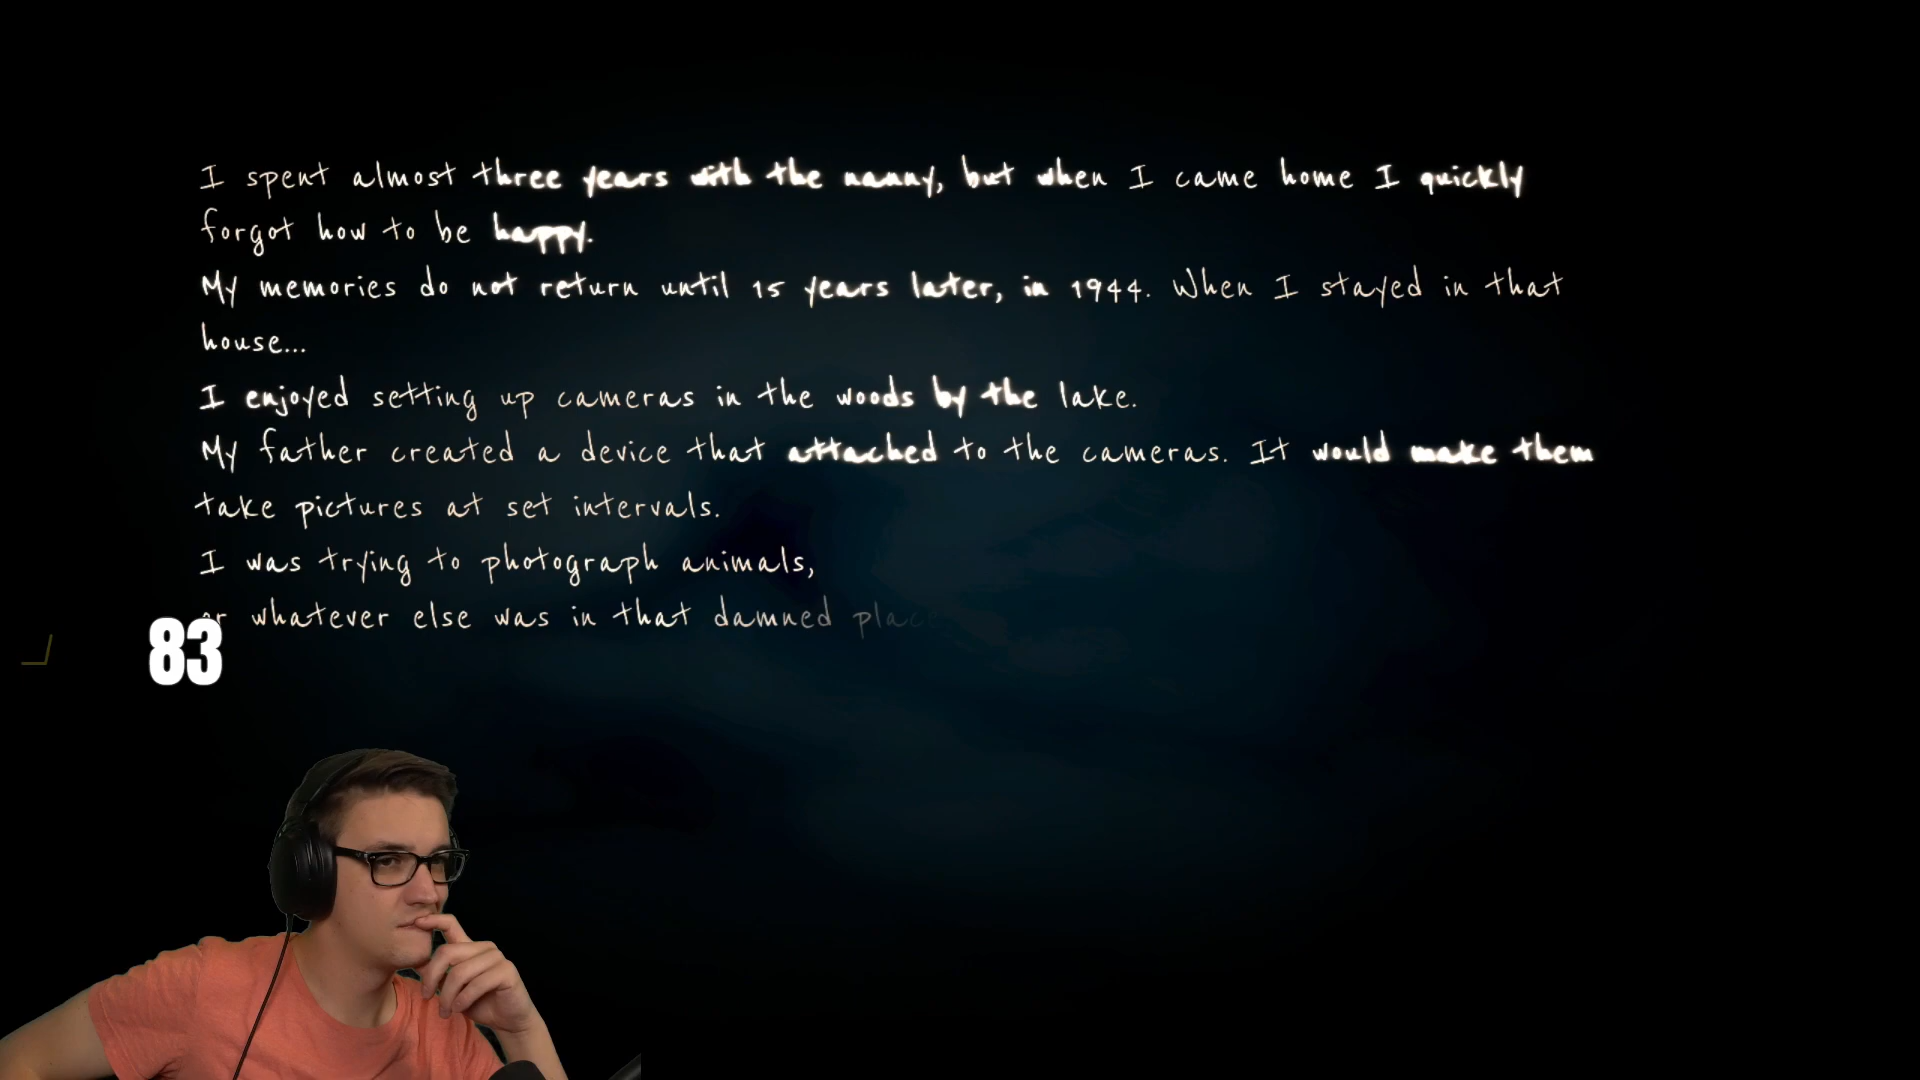 I spent almost three years with the nanny, but when I came home I quickly
forgot how to be happy.
My memories do not return until 15 years later, in 1944. When I stayed in that
house...
I enjoyed setting up cameras in the woods by the lake.
My father created a device that attached to the cameras. It would make them
take pictures at set intervals.
I was trying to photograph animals,
or whatever else was in that damned place
83